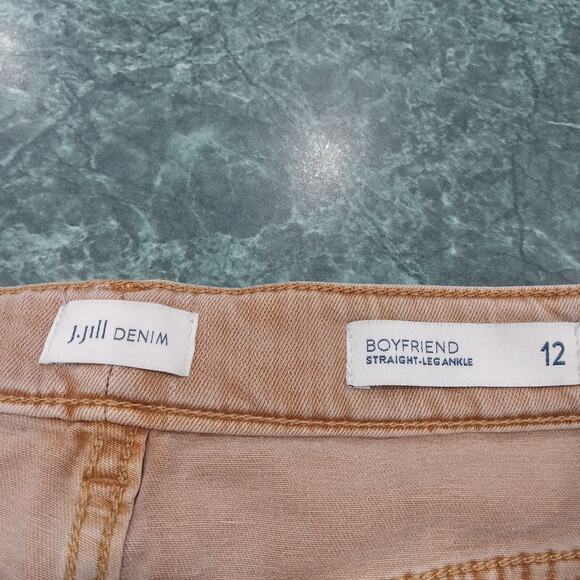 J.Jill DENIM
BOYFRIEND
STRAIGHT-LEG ANKLE
12